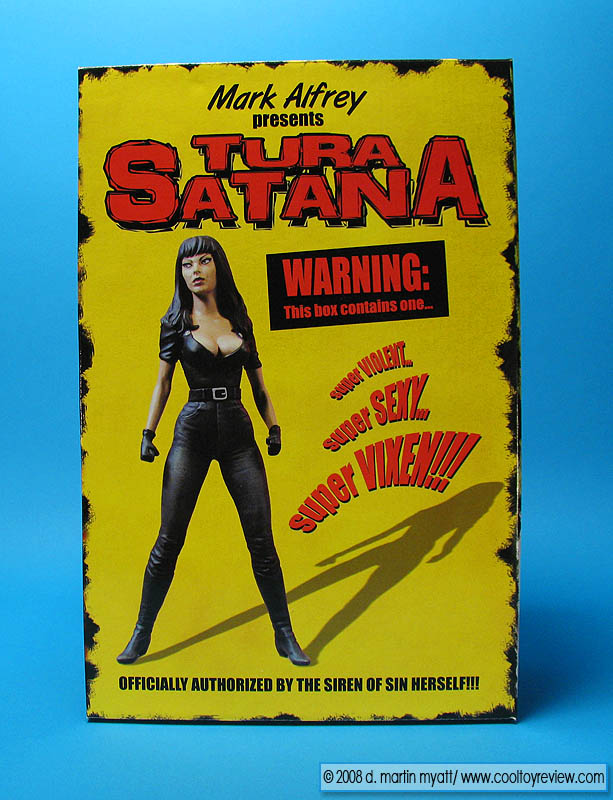 Mark Alfrey
presents
TURA
SATANA
WARNING:
This box contains one...
super VIOLENT...
super SEXY...
super VIXEN!!!
OFFICIALLY AUTHORIZED BY THE SIREN OF SIN HERSELF!!!
© 2008 d. martin myatt/ www.cooltoyreview.com